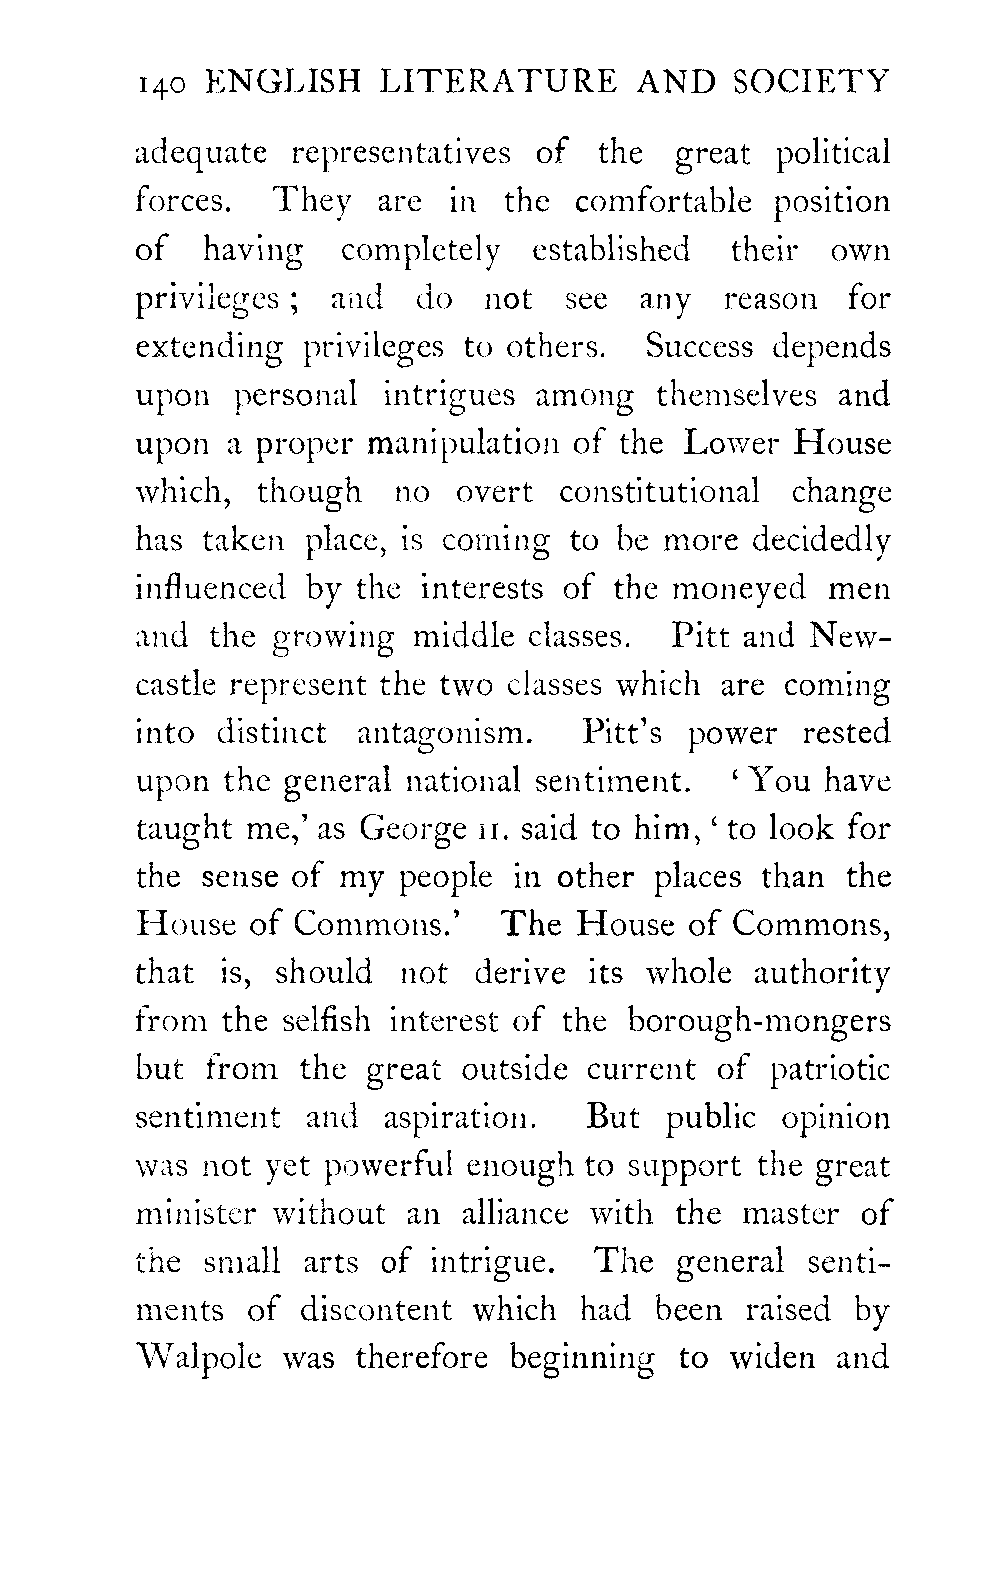 140 ENGLISH LITERATURE AND SOCIETY
adequate representatives of the great political
forces. They are in the comfortable position
of having completely established their own
privileges ; and do not see any reason for
extending privileges to others. Success depends
upon personal intrigues among themselves and
upon a proper manipulation of the Lower House
which, though no overt constitutional change
has taken place, is coming to be more decidedly
influenced by the interests of the moneyed men
and the growing middle classes. Pitt and New-
castle represent the two classes which are coming
into distinct antagonism. Pitt's power rested
upon the general national sentiment. ‘ You have
taught me,’ as George II. said to him, ‘ to look for
the sense of my people in other places than the
House of Commons.’ The House of Commons,
that is, should not derive its whole authority
from the selfish interest of the borough-mongers
but from the great outside current of patriotic
sentiment and aspiration. But public opinion
was not yet powerful enough to support the great
minister without an alliance with the master of
the small arts of intrigue. The general senti-
ments of discontent which had been raised by
Walpole was therefore beginning to widen and